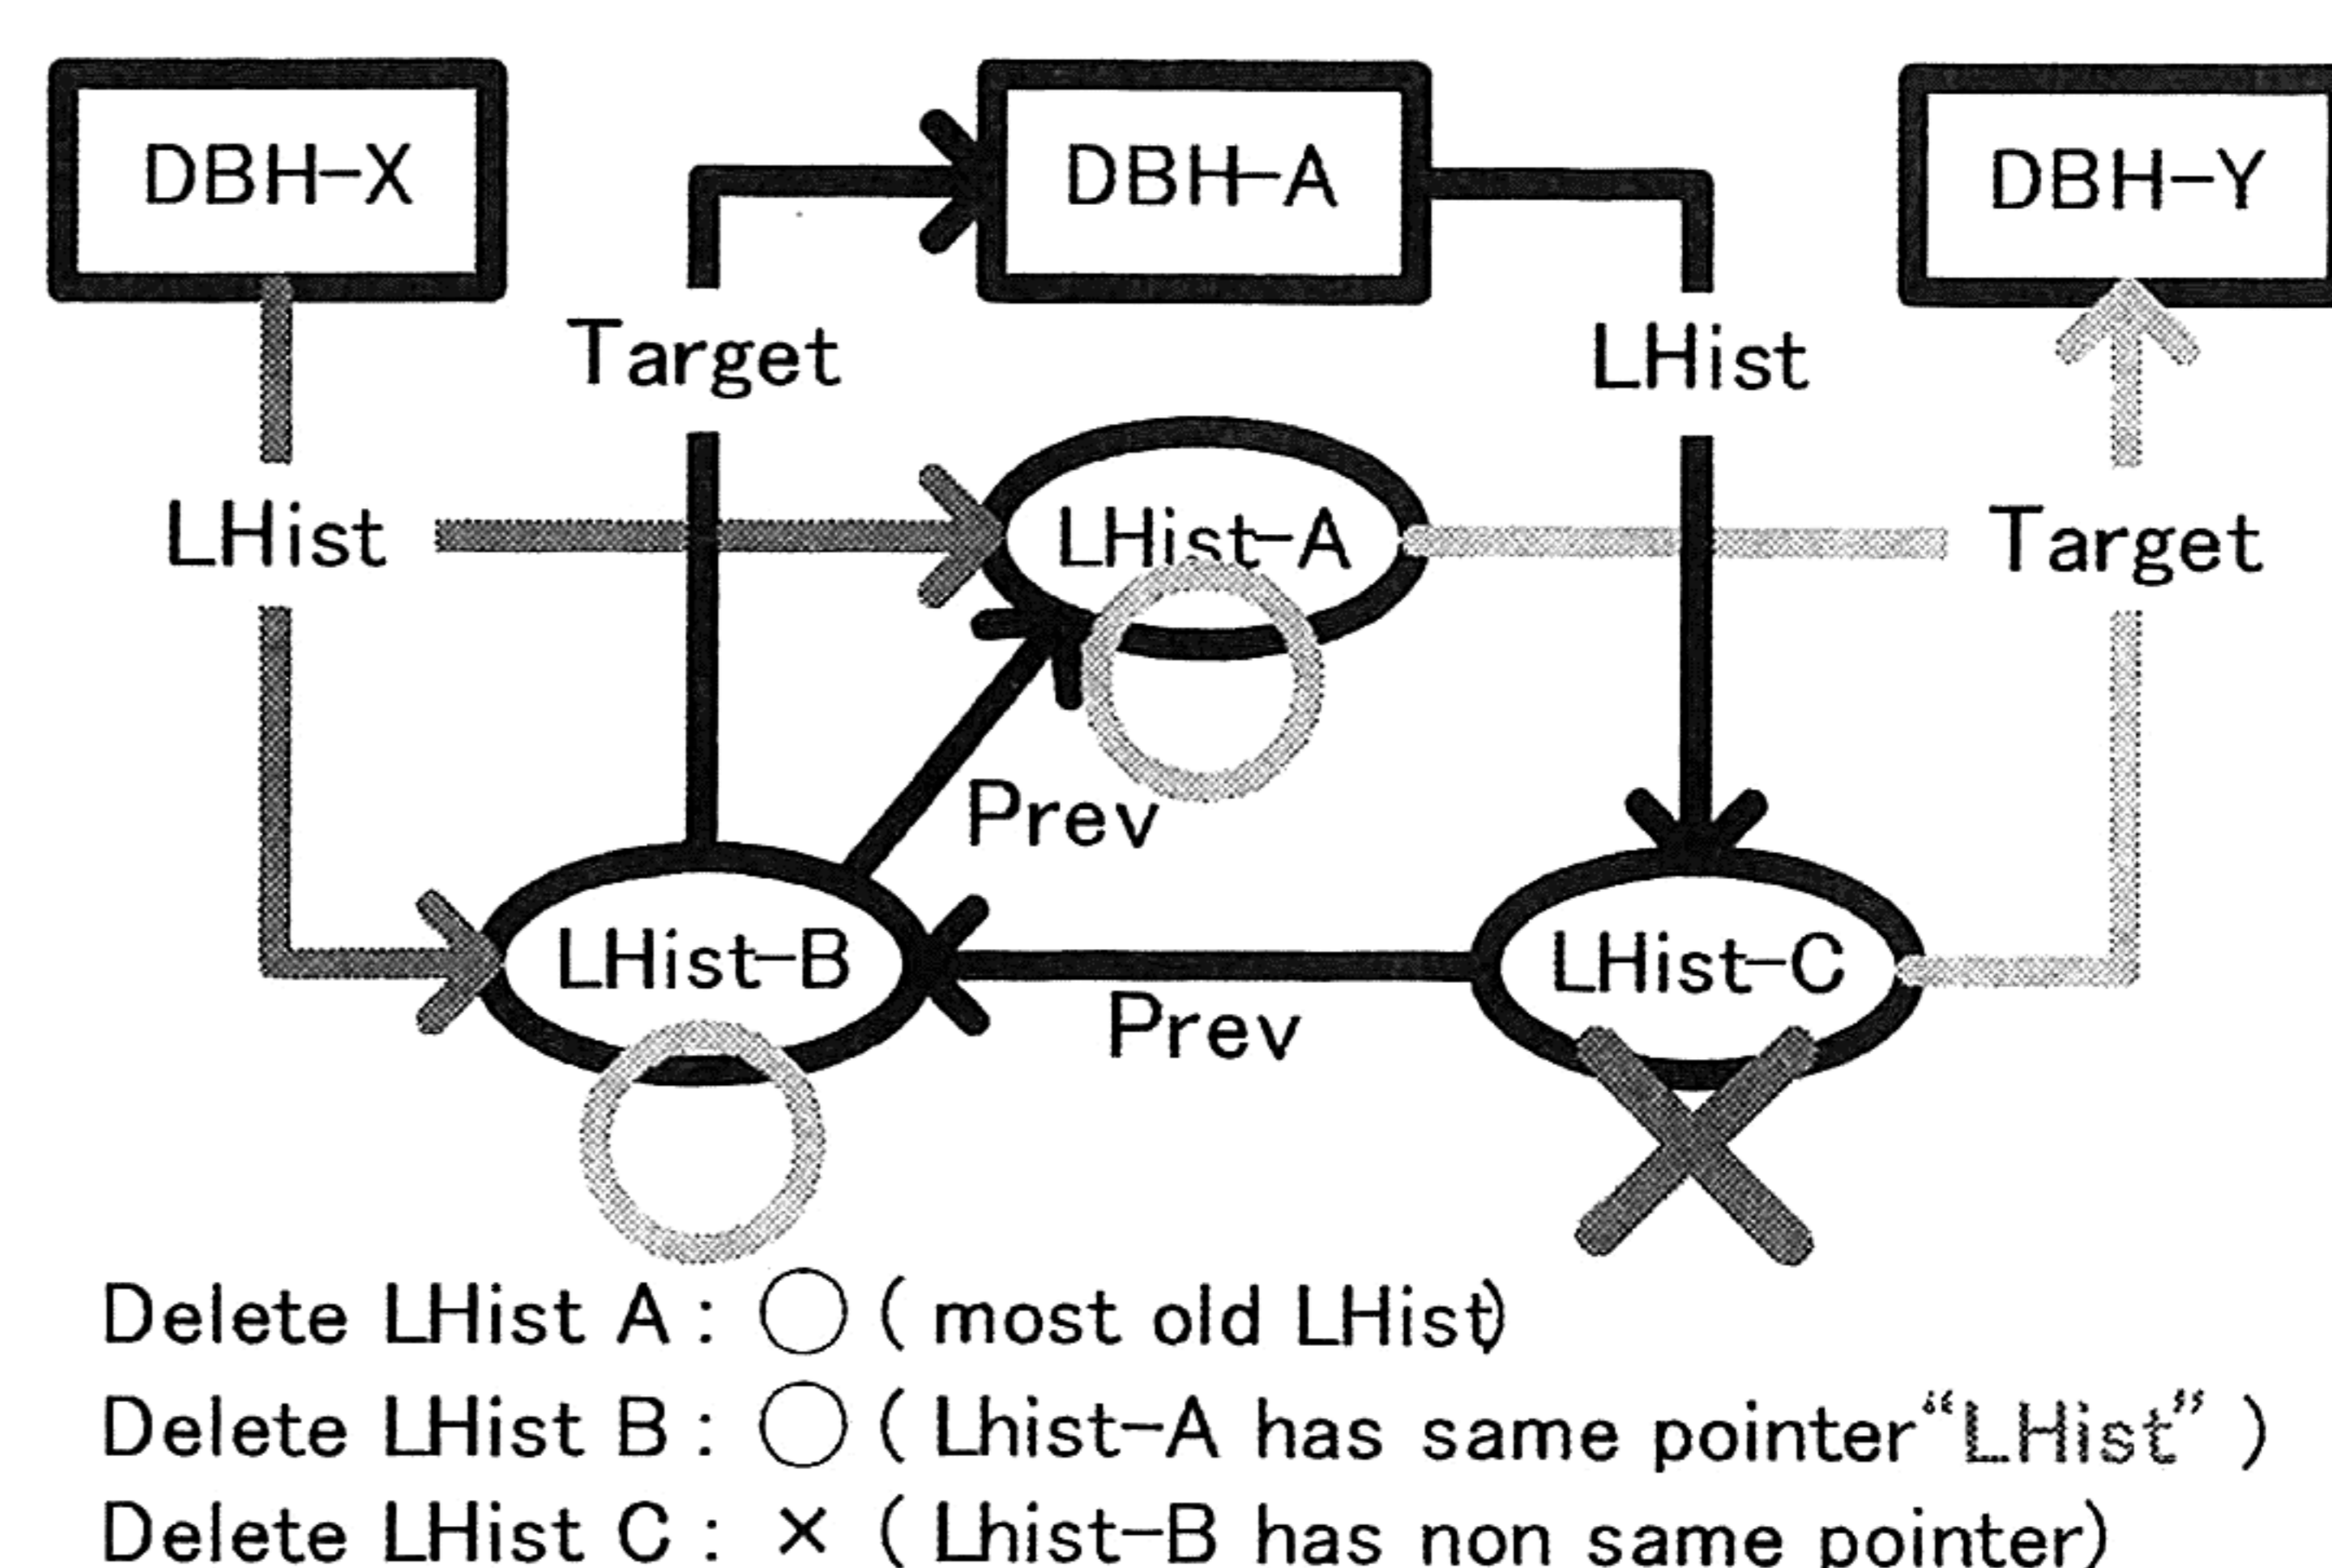 DBH-X
DBH-A
DBH-Y
Target
LHist
LHist-A
LHist
Target
Prev
LHist-B
LHist-C
Prev
Delete LHist A : ○ ( most old LHist)
Delete LHist B : ○ ( Lhist-A has same pointer“LHist” )
Delete LHist C : × ( Lhist-B has non same pointer)